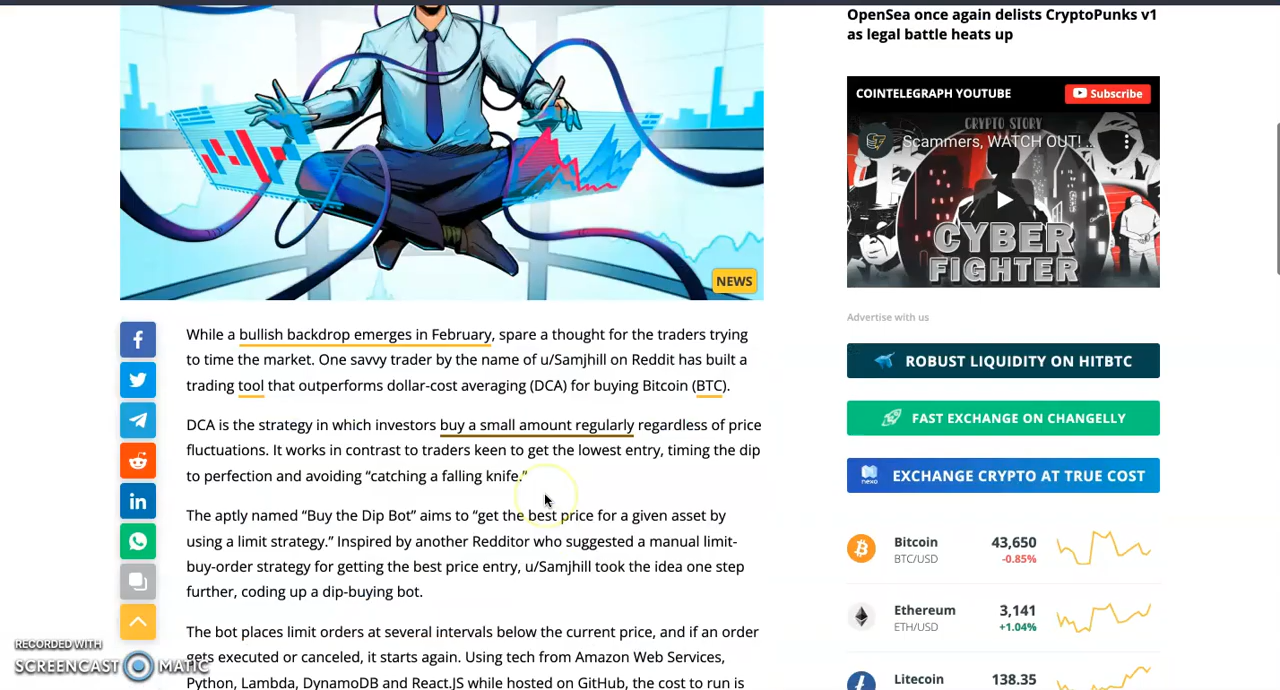 NEWS
While a bullish backdrop emerges in February, spare a thought for the traders trying
to time the market. One savvy trader by the name of u/Samjhill on Reddit has built a
trading tool that outperforms dollar-cost averaging (DCA) for buying Bitcoin (BTC).
DCA is the strategy in which investors buy a small amount regularly regardless of price
fluctuations. It works in contrast to traders keen to get the lowest entry, timing the dip
to perfection and avoiding “catching a falling knife.”
The aptly named “Buy the Dip Bot” aims to “get the best price for a given asset by
using a limit strategy.” Inspired by another Redditor who suggested a manual limit-
buy-order strategy for getting the best price entry, u/Samjhill took the idea one step
further, coding up a dip-buying bot.
The bot places limit orders at several intervals below the current price, and if an order
gets executed or canceled, it starts again. Using tech from Amazon Web Services,
Python, Lambda, DynamoDB and React.JS while hosted on GitHub, the cost to run is
RECORDED WITH
SCREENCAST MATIC
OpenSea once again delists CryptoPunks v1
as legal battle heats up
COINTELEGRAPH YOUTUBE
Subscribe
CRYPTO STORY
Scammers, WATCH OUT! ...
CYBER
FIGHTER
Advertise with us
ROBUST LIQUIDITY ON HITBTC
FAST EXCHANGE ON CHANGELLY
nexo EXCHANGE CRYPTO AT TRUE COST
Bitcoin 43,650
BTC/USD -0.85%
Ethereum 3,141
ETH/USD +1.04%
Litecoin 138.35